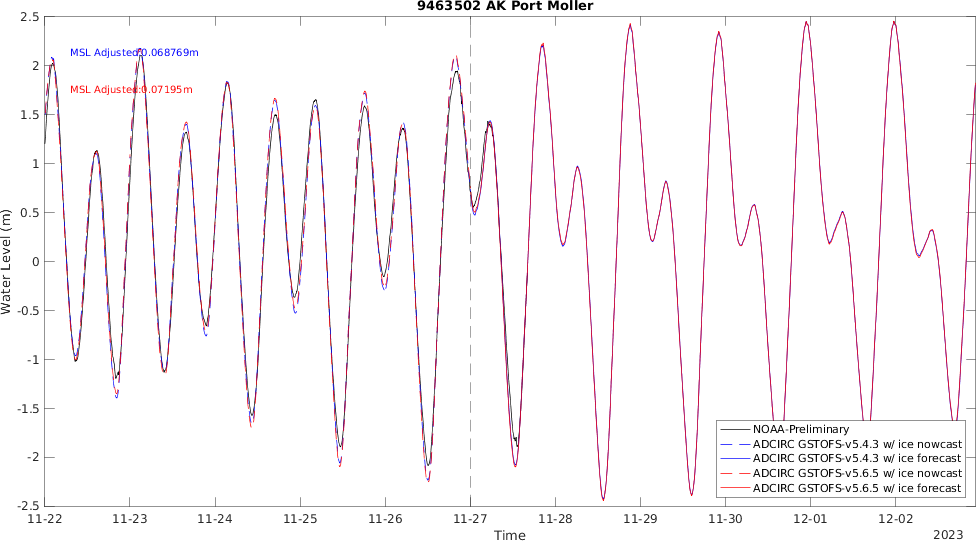 9463502 AK Port Moller
MSL Adjusted:0.068769m
MSL Adjusted:0.07195m
Water Level (m)
2.5
2
1.5
1
0.5
0
-0.5
-1
-1.5
-2
-2.5
NOAA-Preliminary
ADCIRC GSTOFS-v5.4.3 w/ ice nowcast
ADCIRC GSTOFS-v5.4.3 w/ ice forecast
ADCIRC GSTOFS-v5.6.5 w/ ice nowcast
ADCIRC GSTOFS-v5.6.5 w/ ice forecast
11-22 11-23 11-24 11-25 11-26 11-27 11-28 11-29 11-30 12-01 12-02
Time
2023